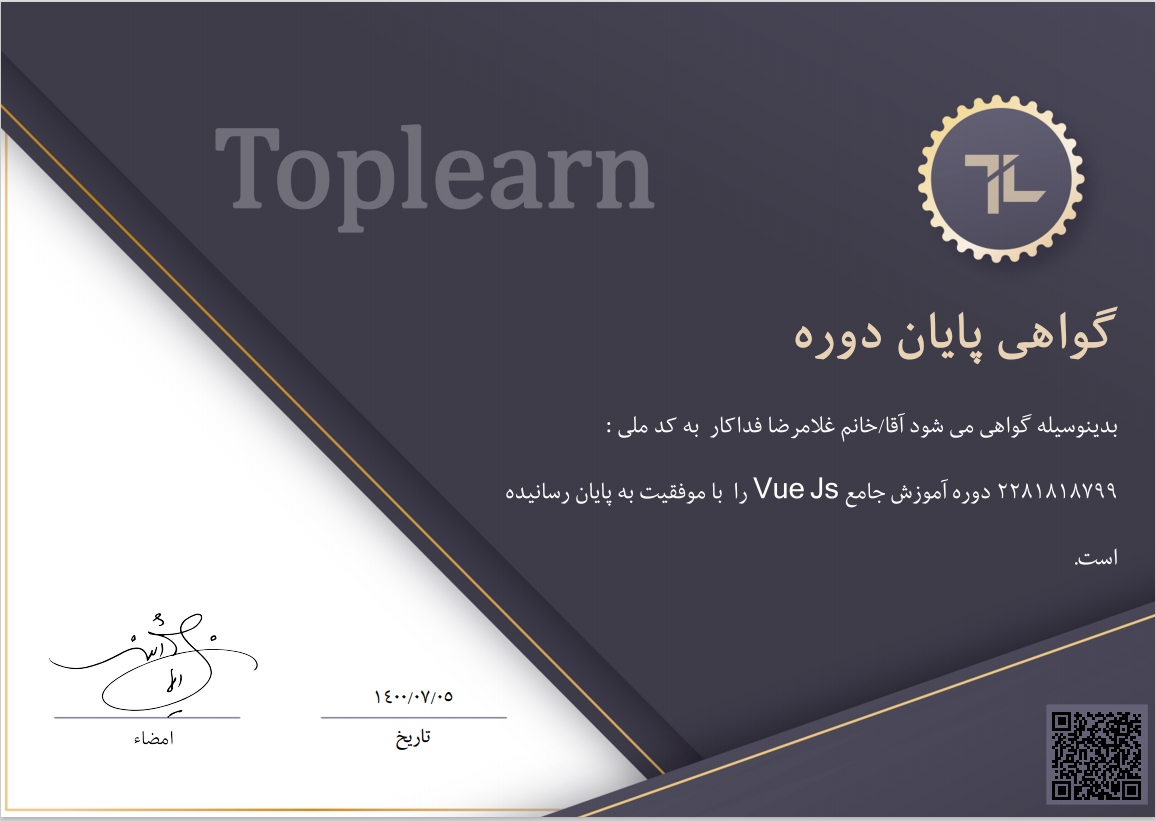 Toplearn
TL
گواهی پایان دوره
بدینوسیله گواهی می شود آقا/خانم غلامرضا فداکار به کد ملی :
۲۲۸۱۸۱۸۷۹۹ دوره آموزش جامع Vue Js را با موفقیت به پایان رسانیده
است.
۱٤۰۰/۰۷/۰۵
تاریخ
امضاء